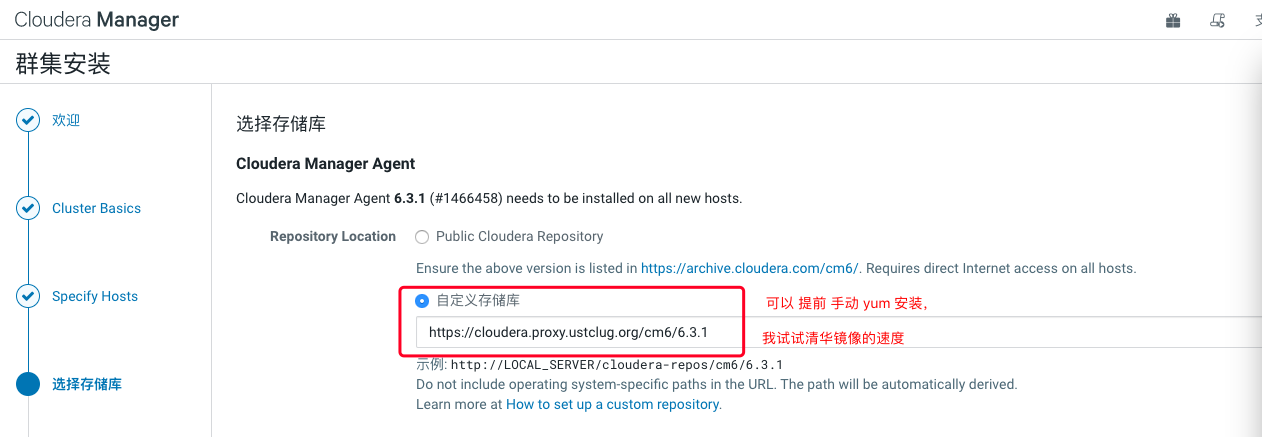 Cloudera Manager
支
群集安装
欢迎
Cluster Basics
Specify Hosts
选择存储库
选择存储库
Cloudera Manager Agent
Cloudera Manager Agent 6.3.1 (#1466458) needs to be installed on all new hosts.
Repository Location
Public Cloudera Repository
Ensure the above version is listed in https://archive.cloudera.com/cm6/. Requires direct Internet access on all hosts.
自定义存储库
可以 提前 手动 yum 安装，
https://cloudera.proxy.ustclug.org/cm6/6.3.1
我试试清华镜像的速度
示例: http://LOCAL_SERVER/cloudera-repos/cm6/6.3.1
Do not include operating system-specific paths in the URL. The path will be automatically derived.
Learn more at How to set up a custom repository.